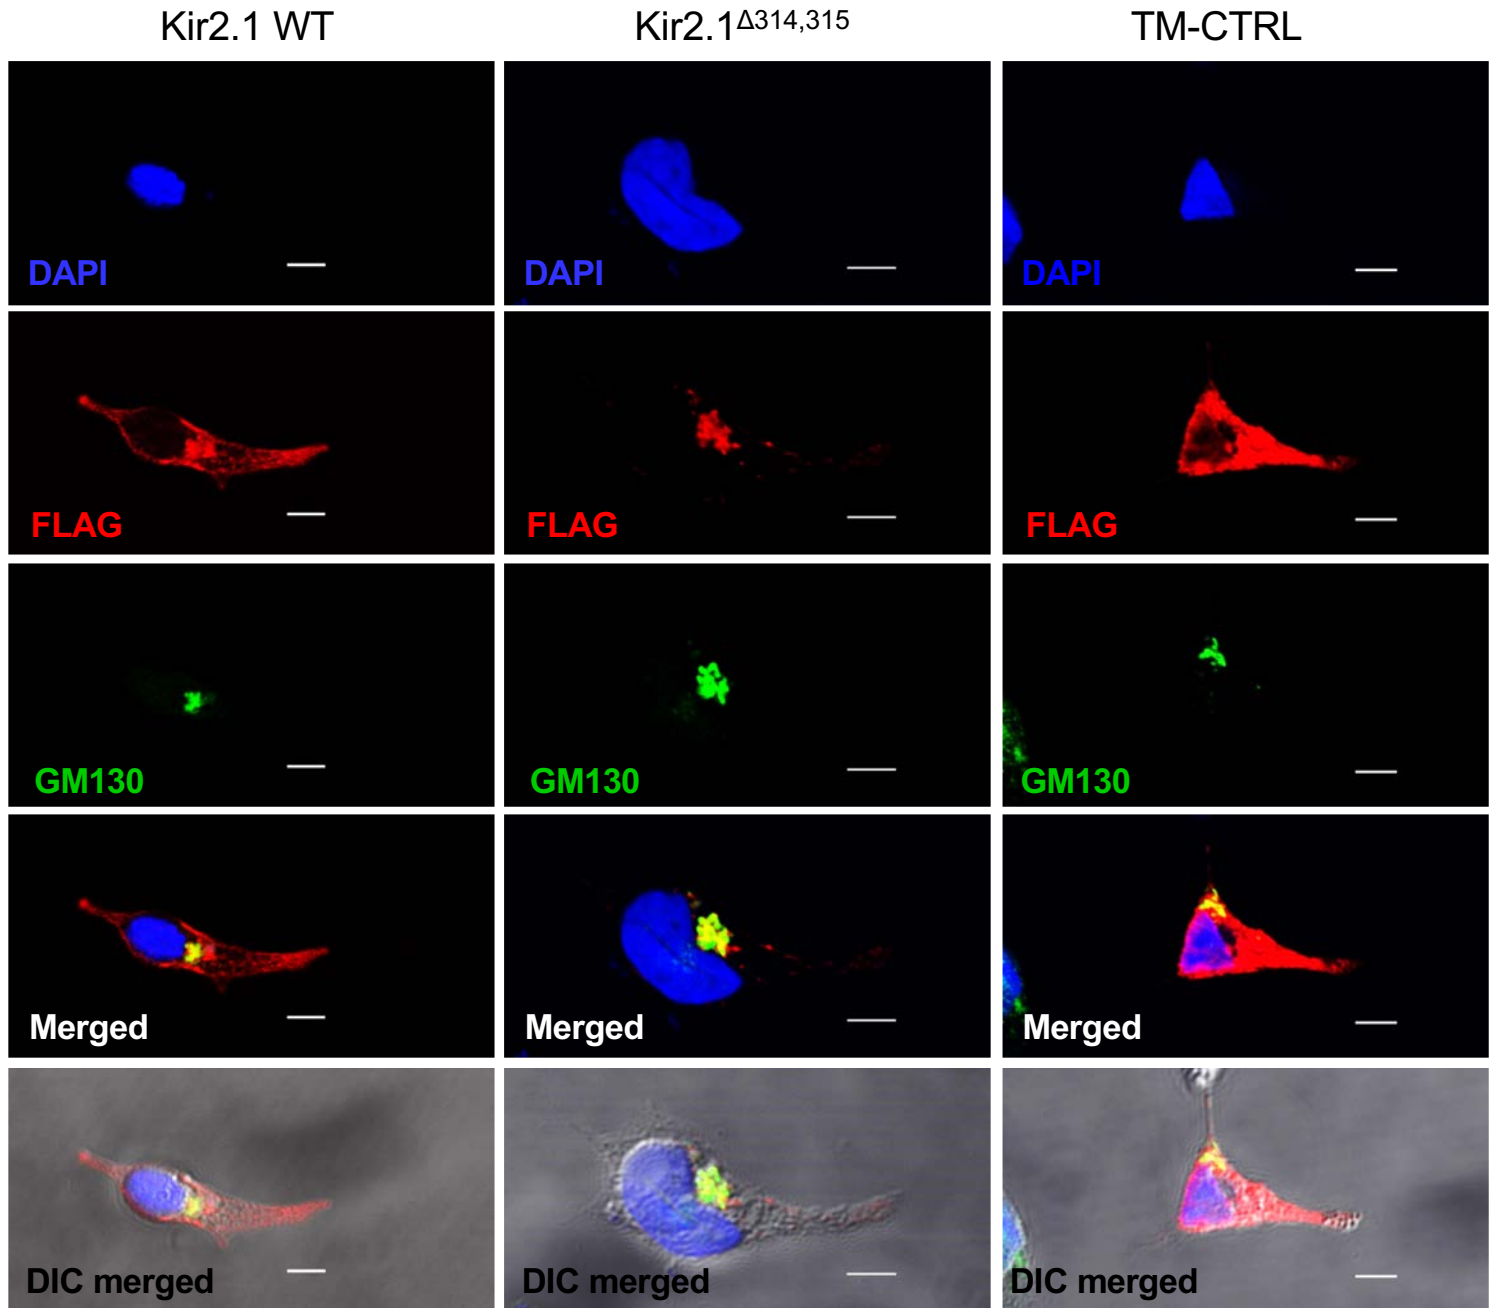 Kir2.1 WT Kir2.1Δ314,315 TM-CTRL
DAPI DAPI DAPI
FLAG FLAG FLAG
GM130 GM130 GM130
Merged Merged Merged
DIC merged DIC merged DIC merged